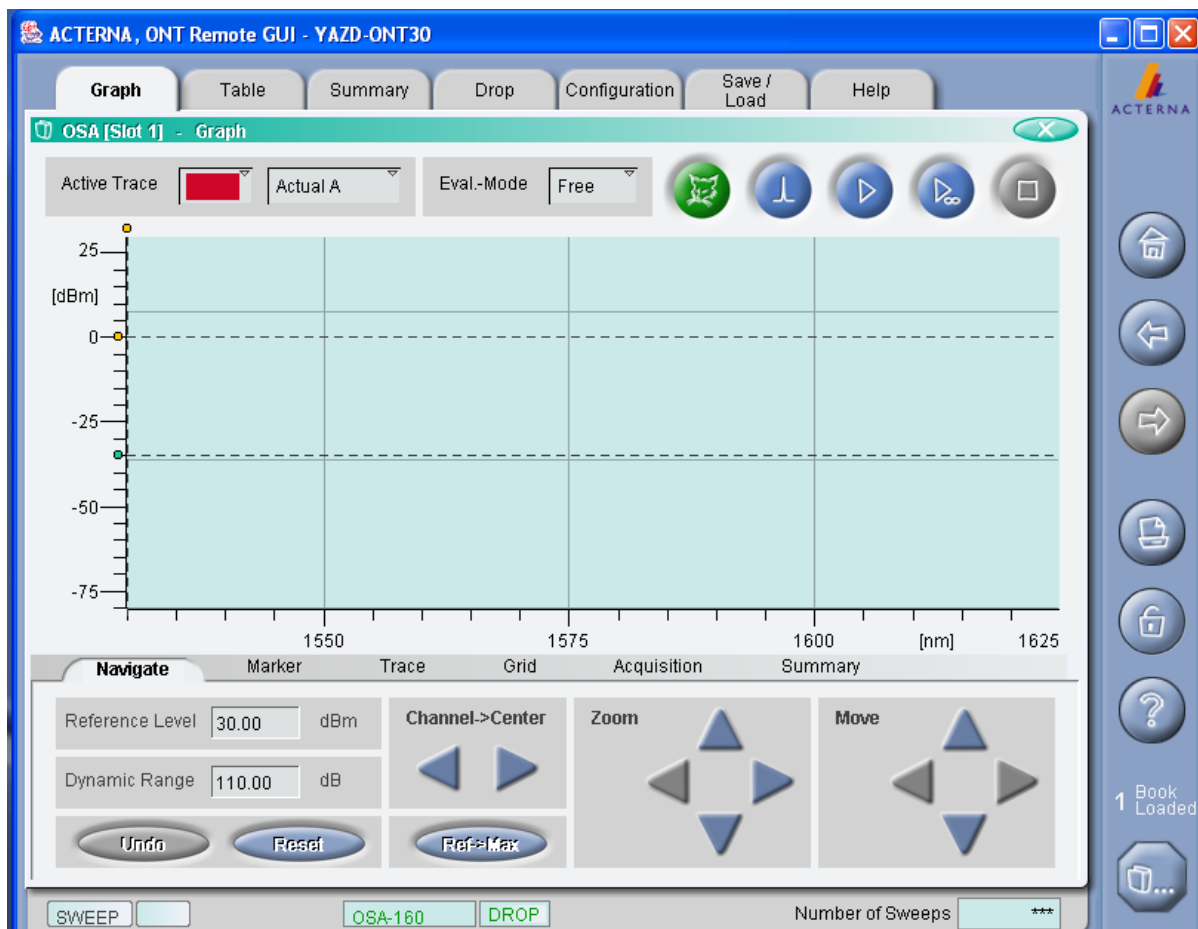 ACTERNA, ONT Remote GUI - YAZD-ONT30
Graph Table Summary Drop Configuration Save / Load Help
ACTERNA
OSA [Slot 1] - Graph
Active Trace Actual A Eval.-Mode Free
25
[dBm]
0
-25
-50
-75
1550 1575 1600 [nm] 1625
Navigate Marker Trace Grid Acquisition Summary
Reference Level 30.00 dBm Channel->Center Zoom Move
Dynamic Range 110.00 dB
1 Book Loaded
Undo Reset Ref->Max
SWEEP OSA-160 DROP Number of Sweeps ***